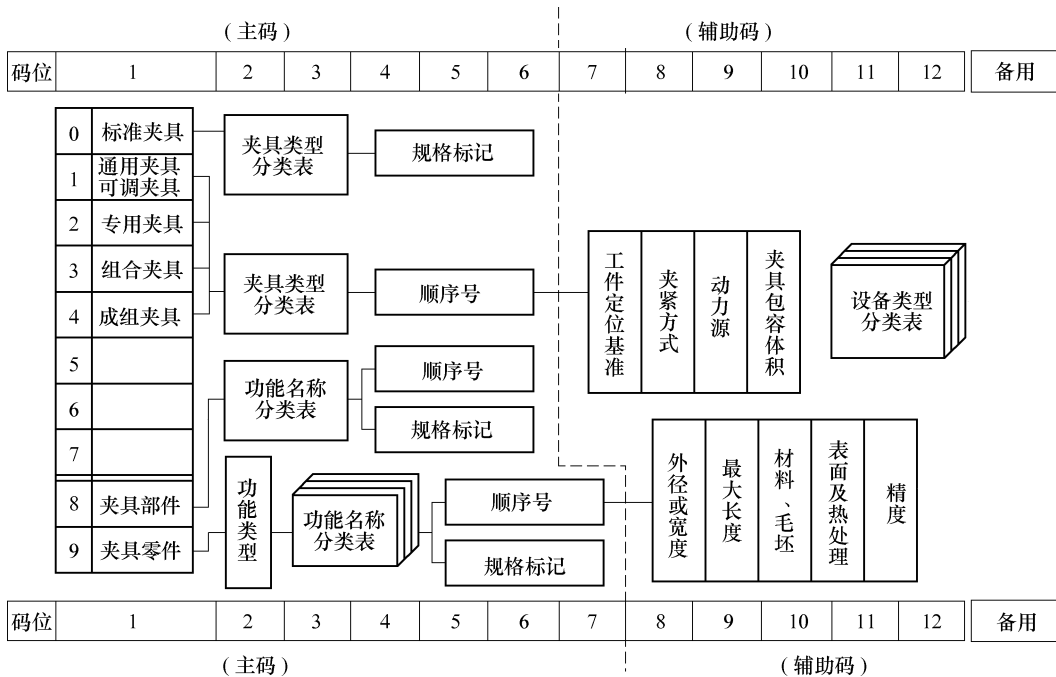 (主码)
(辅助码)
码位 1 2 3 4 5 6 7 8 9 10 11 12 备用
0 标准夹具
1 通用夹具
可调夹具
2 专用夹具
3 组合夹具
4 成组夹具
5
6
7
8 夹具部件
9 夹具零件
夹具类型
分类表
规格标记
夹具类型
分类表
顺序号
工件定位基准
夹紧方式
动力源
夹具包容体积
设备类型
分类表
功能名称
分类表
顺序号
规格标记
功能类型
功能名称
分类表
顺序号
规格标记
外径或宽度
最大长度
材料、毛坯
表面及热处理
精度
码位 1 2 3 4 5 6 7 8 9 10 11 12 备用
(主码)
(辅助码)